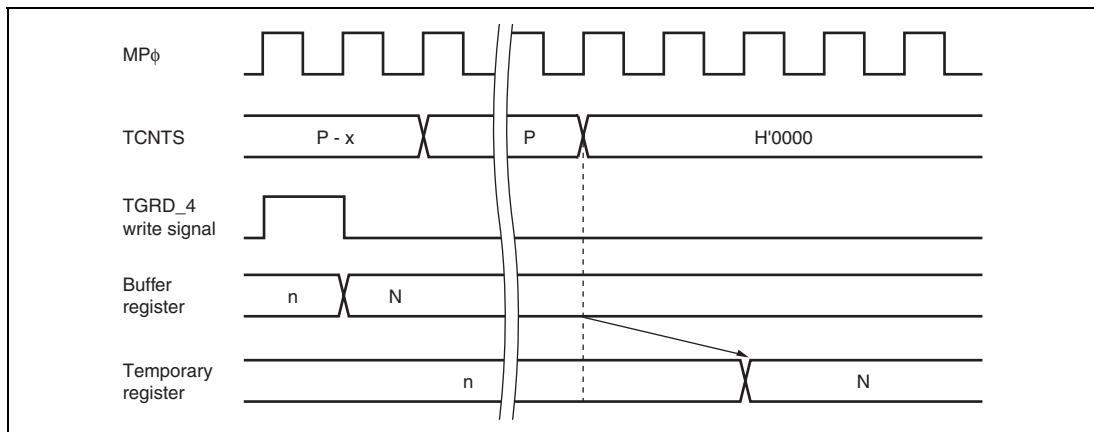 MPϕ
TCNTS
P - x
P
H'0000
TGRD_4
write signal
Buffer
register
n
N
Temporary
register
n
N